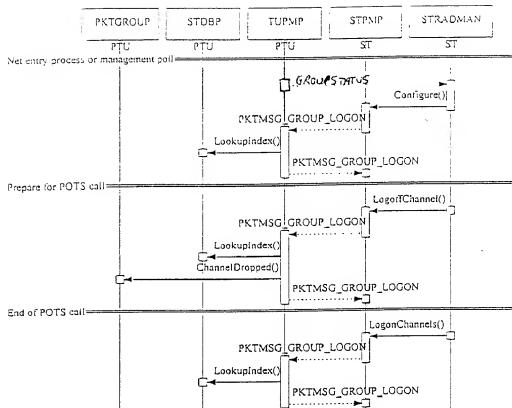 PKTGROUP STDBP TUPMP STPMP STRADMAN
PTU PTU PTU ST ST
Net entry process or management poll
GROUPSTATUS
Configure()
PKTMSG_GROUP_LOGON
LookupIndex()
PKTMSG_GROUP_LOGON
Prepare for POTS call
LogoffChannel()
PKTMSG_GROUP_LOGON
LookupIndex()
ChannelDropped()
PKTMSG_GROUP_LOGON
End of POTS call
LogonChannels()
PKTMSG_GROUP_LOGON
LookupIndex()
PKTMSG_GROUP_LOGON